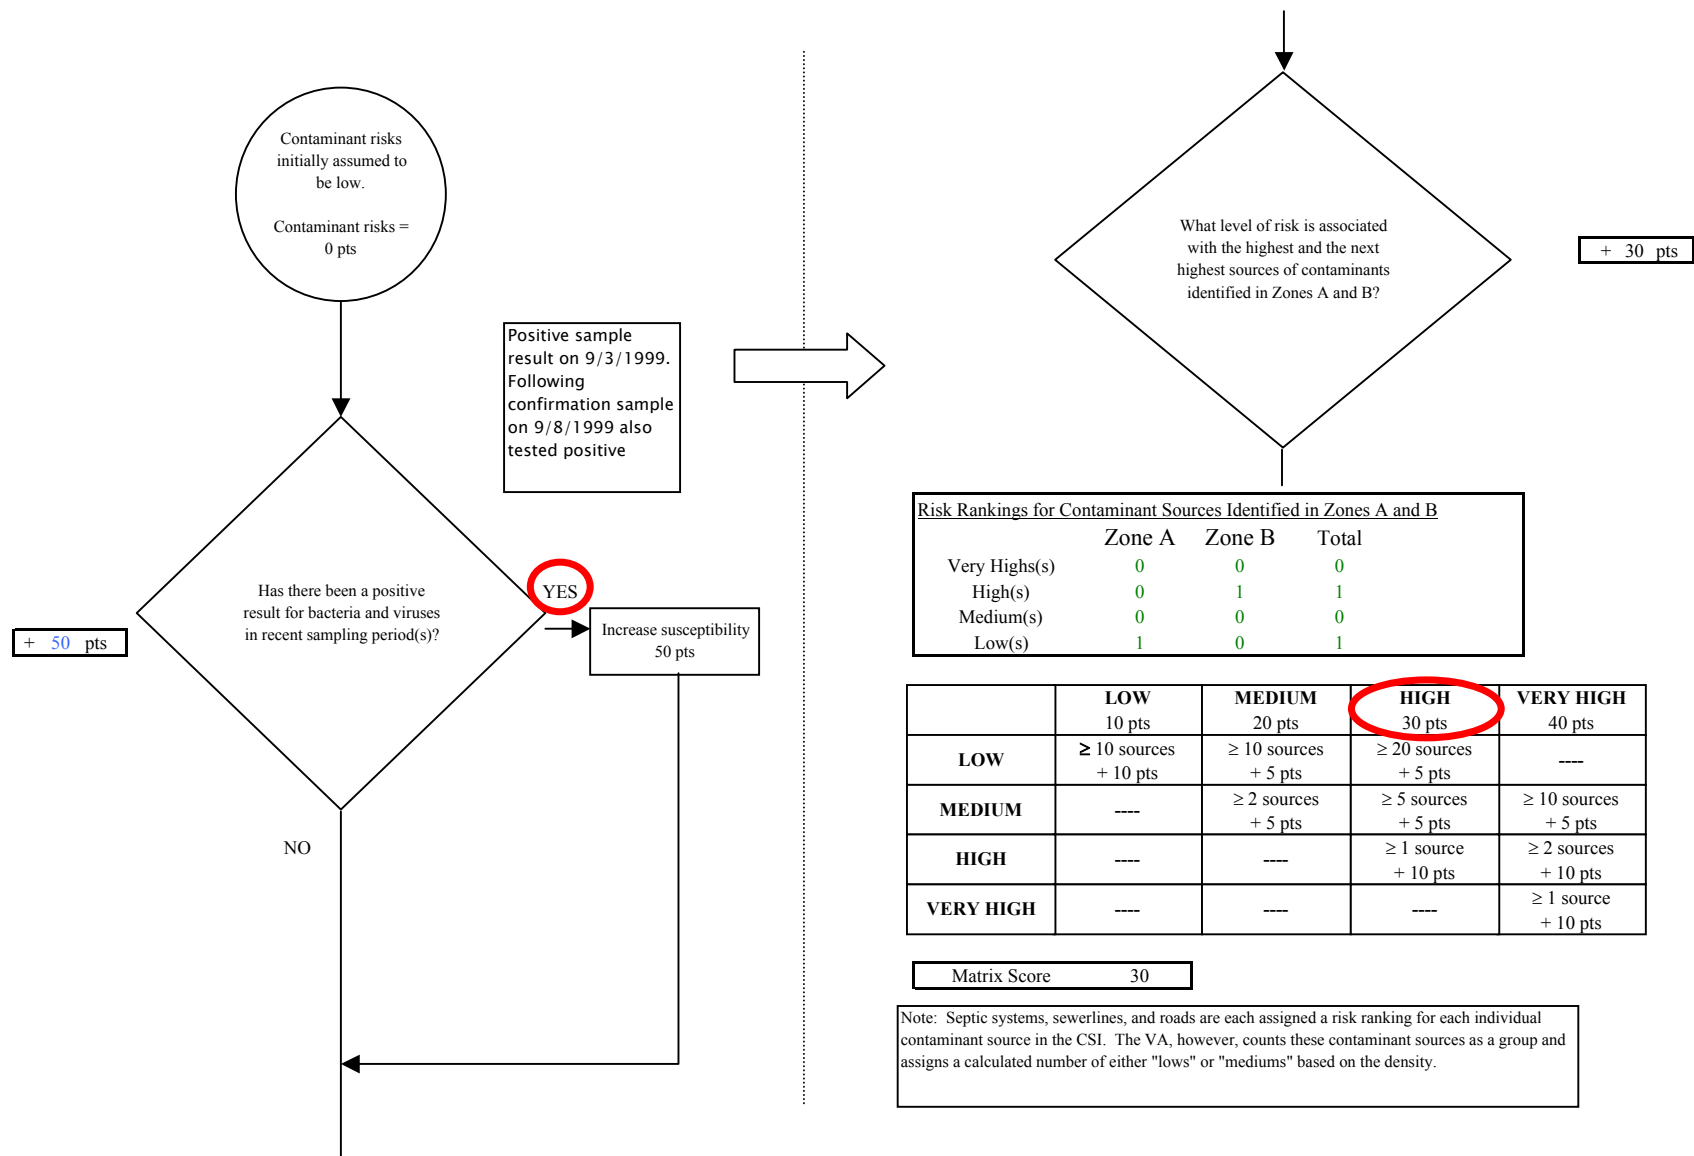 Contaminant risks
initially assumed to
be low.
Contaminant risks =
0 pts
Positive sample
result on 9/3/1999.
Following
confirmation sample
on 9/8/1999 also
tested positive
Has there been a positive
result for bacteria and viruses
in recent sampling period(s)?
YES
+ 50 pts
Increase susceptibility
50 pts
NO
What level of risk is associated
with the highest and the next
highest sources of contaminants
identified in Zones A and B?
+ 30 pts
Risk Rankings for Contaminant Sources Identified in Zones A and B
Zone A Zone B Total
Very Highs(s) 0 0 0
High(s) 0 1 1
Medium(s) 0 0 0
Low(s) 1 0 1
LOW MEDIUM HIGH VERY HIGH
10 pts 20 pts 30 pts 40 pts
LOW ≥ 10 sources ≥ 10 sources ≥ 20 sources ----
+ 10 pts + 5 pts + 5 pts
MEDIUM ---- ≥ 2 sources ≥ 5 sources ≥ 10 sources
+ 5 pts + 5 pts + 5 pts
HIGH ---- ---- ≥ 1 source ≥ 2 sources
+ 10 pts + 10 pts
VERY HIGH ---- ---- ---- ≥ 1 source
+ 10 pts
Matrix Score 30
Note: Septic systems, sewerlines, and roads are each assigned a risk ranking for each individual
contaminant source in the CSI. The VA, however, counts these contaminant sources as a group and
assigns a calculated number of either "lows" or "mediums" based on the density.